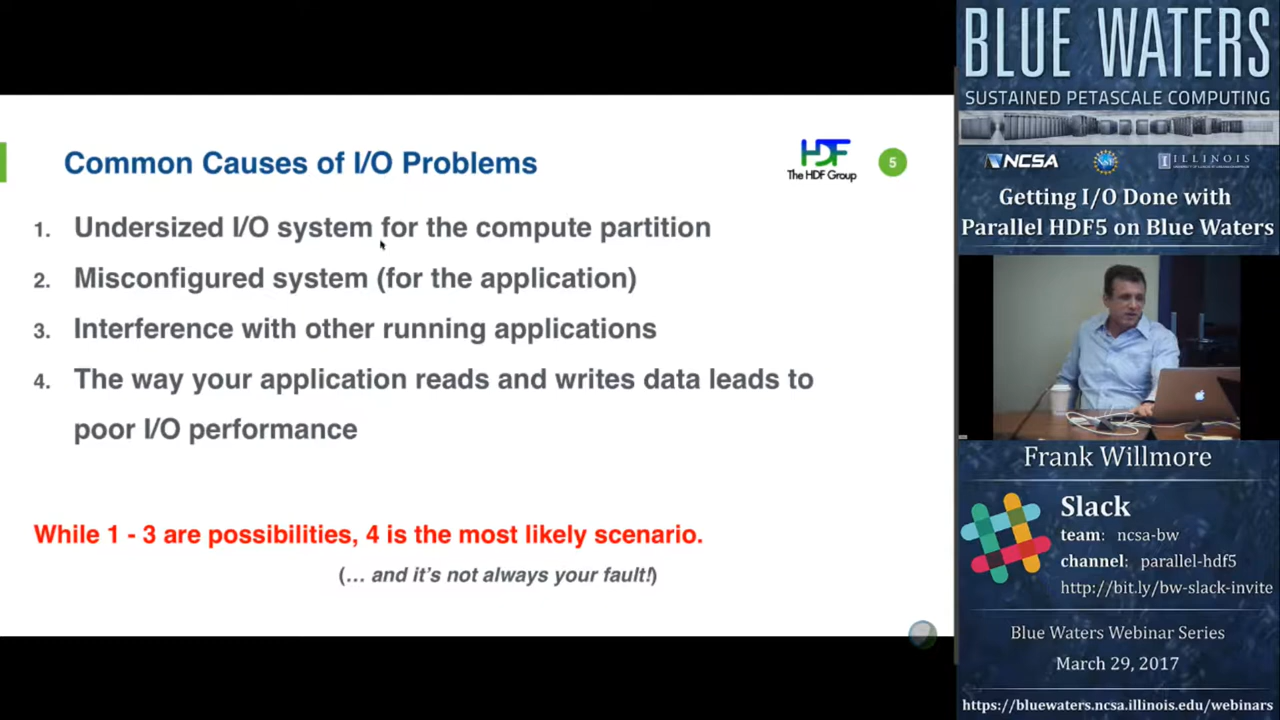 Common Causes of I/O Problems
HDF
The HDF Group
5
1. Undersized I/O system for the compute partition
2. Misconfigured system (for the application)
3. Interference with other running applications
4. The way your application reads and writes data leads to
poor I/O performance
While 1 - 3 are possibilities, 4 is the most likely scenario.
(... and it's not always your fault!)
BLUE WATERS
SUSTAINED PETASCALE COMPUTING
NCSA
ILLINOIS
Getting I/O Done with
Parallel HDF5 on Blue Waters
Frank Willmore
Slack
team: ncsa-bw
channel: parallel-hdf5
http://bit.ly/bw-slack-invite
Blue Waters Webinar Series
March 29, 2017
https://bluewaters.ncsa.illinois.edu/webinars